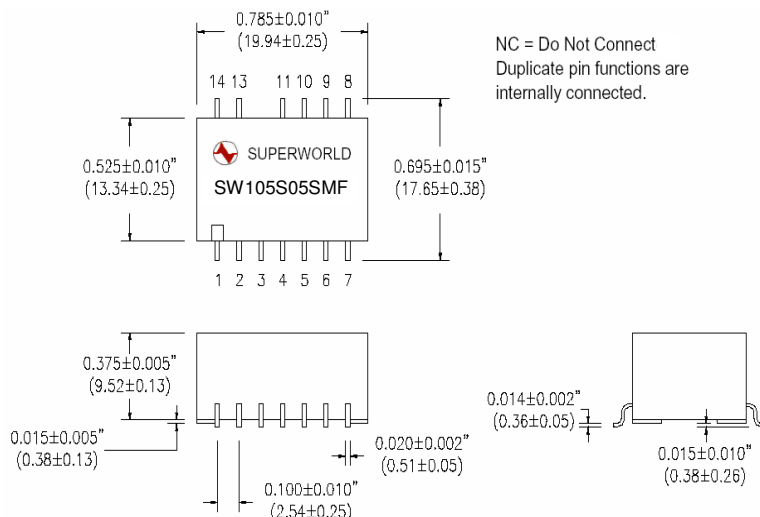 0.785±0.010"
(19.94±0.25)
NC = Do Not Connect
Duplicate pin functions are
internally connected.
14 13 11 10 9 8
0.525±0.010"
(13.34±0.25)
SUPERWORLD
SW105S05SMF
0.695±0.015"
(17.65±0.38)
1 2 3 4 5 6 7
0.375±0.005"
(9.52±0.13)
0.015±0.005"
(0.38±0.13)
0.020±0.002"
(0.51±0.05)
0.100±0.010"
(2.54±0.25)
0.014±0.002"
(0.36±0.05)
0.015±0.010"
(0.38±0.26)